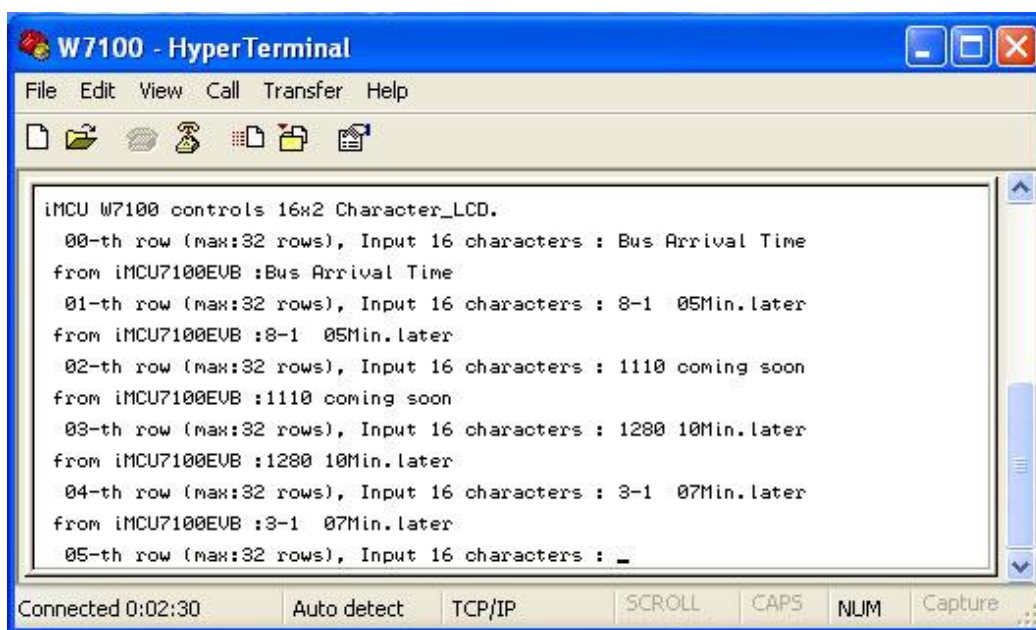 W7100 - HyperTerminal
File Edit View Call Transfer Help
iMCU W7100 controls 16x2 Character_LCD.
00-th row (max:32 rows), Input 16 characters : Bus Arrival Time
from iMCU7100EVB :Bus Arrival Time
01-th row (max:32 rows), Input 16 characters : 8-1  05Min.later
from iMCU7100EVB :8-1  05Min.later
02-th row (max:32 rows), Input 16 characters : 1110 coming soon
from iMCU7100EVB :1110 coming soon
03-th row (max:32 rows), Input 16 characters : 1280 10Min.later
from iMCU7100EVB :1280 10Min.later
04-th row (max:32 rows), Input 16 characters : 3-1  07Min.later
from iMCU7100EVB :3-1  07Min.later
05-th row (max:32 rows), Input 16 characters : _
Connected 0:02:30 Auto detect TCP/IP SCROLL CAPS NUM Capture